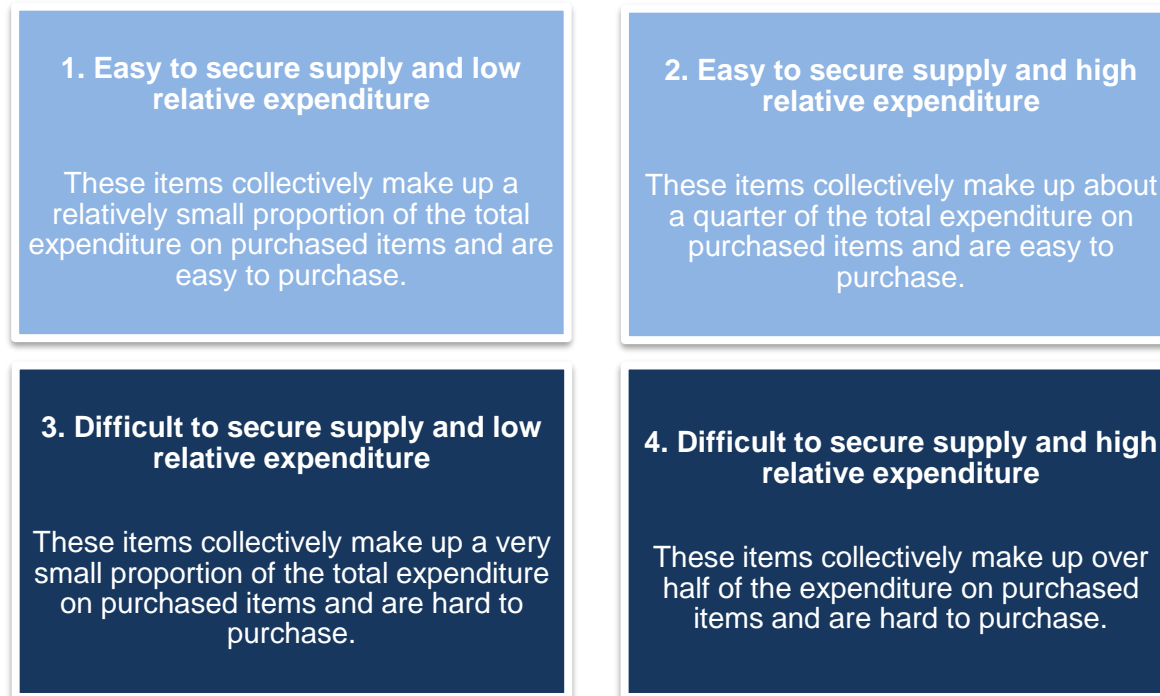 1. Easy to secure supply and low
relative expenditure
These items collectively make up a
relatively small proportion of the total
expenditure on purchased items and are
easy to purchase.
2. Easy to secure supply and high
relative expenditure
These items collectively make up about
a quarter of the total expenditure on
purchased items and are easy to
purchase.
3. Difficult to secure supply and low
relative expenditure
These items collectively make up a very
small proportion of the total expenditure
on purchased items and are hard to
purchase.
4. Difficult to secure supply and high
relative expenditure
These items collectively make up over
half of the expenditure on purchased
items and are hard to purchase.